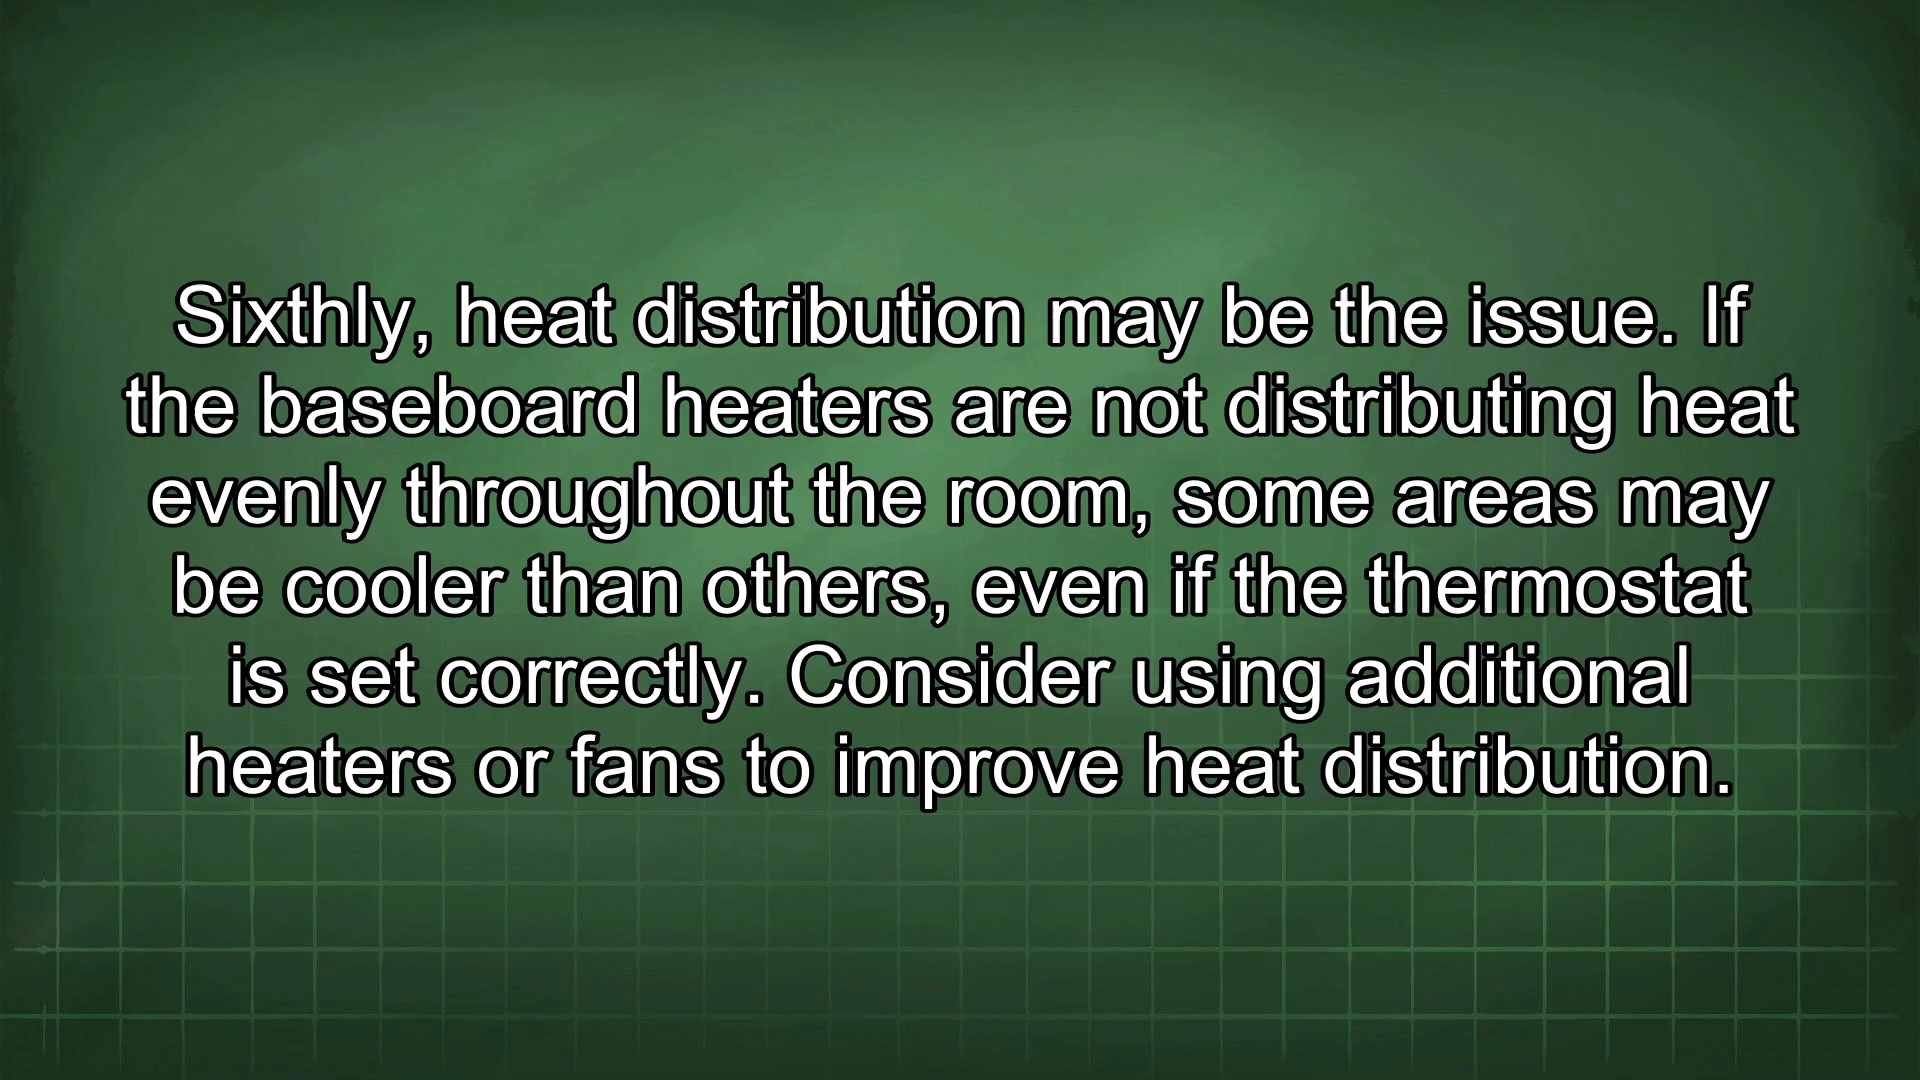 Sixthly, heat distribution may be the issue. If
the baseboard heaters are not distributing heat
evenly throughout the room, some areas may
be cooler than others, even if the thermostat
is set correctly. Consider using additional
heaters or fans to improve heat distribution.